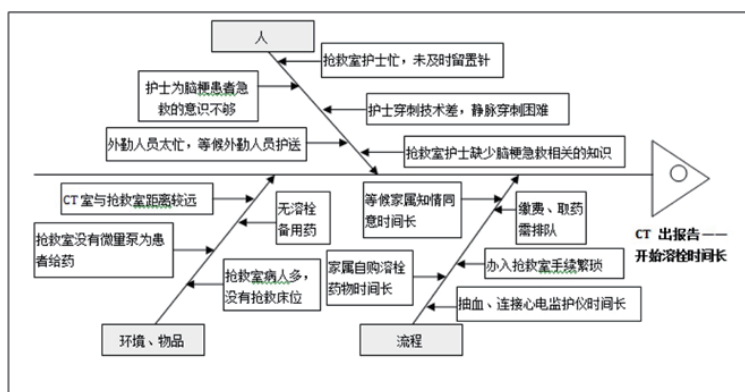 人
抢救室护士忙，未及时留置针
护士为脑梗患者急
救的意识不够
护士穿刺技术差，静脉穿刺困难
外勤人员太忙，等候外勤人员护送
抢救室护士缺少脑梗急救相关的知识
CT 室与抢救室距离较远
无溶栓
备用药
抢救室没有微量泵为患
者给药
抢救室病人多，
没有抢救床位
环境、物品
等候家属知情同
意时间长
缴费、取药
需排队
家属自购溶栓
药物时间长
办入抢救室手续繁琐
抽血、连接心电监护仪时间长
流程
CT 出报告——
开始溶栓时间长